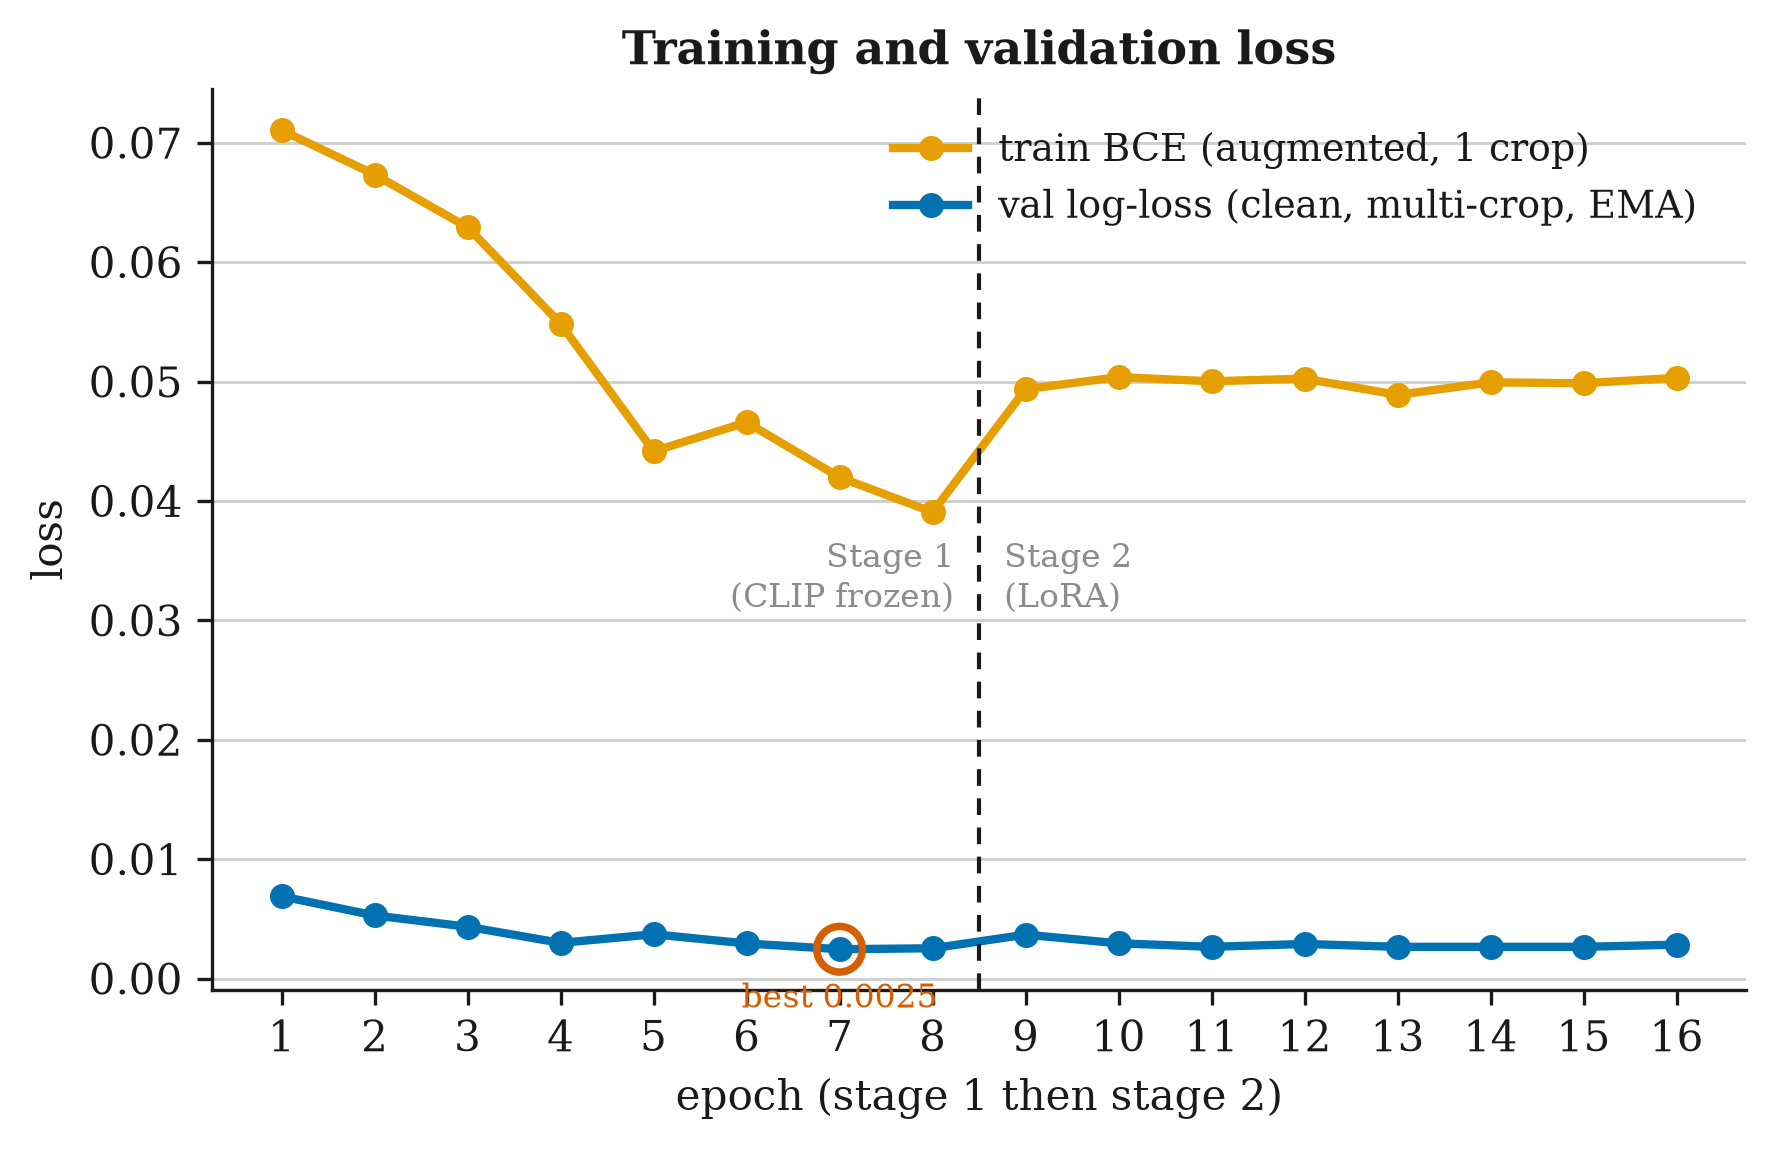 Training and validation loss
train BCE (augmented, 1 crop)
val log-loss (clean, multi-crop, EMA)
0.07
0.06
0.05
0.04
0.03
0.02
0.01
0.00
loss
Stage 1
(CLIP frozen)
Stage 2
(LoRA)
best 0.0025
1 2 3 4 5 6 7 8 9 10 11 12 13 14 15 16
epoch (stage 1 then stage 2)